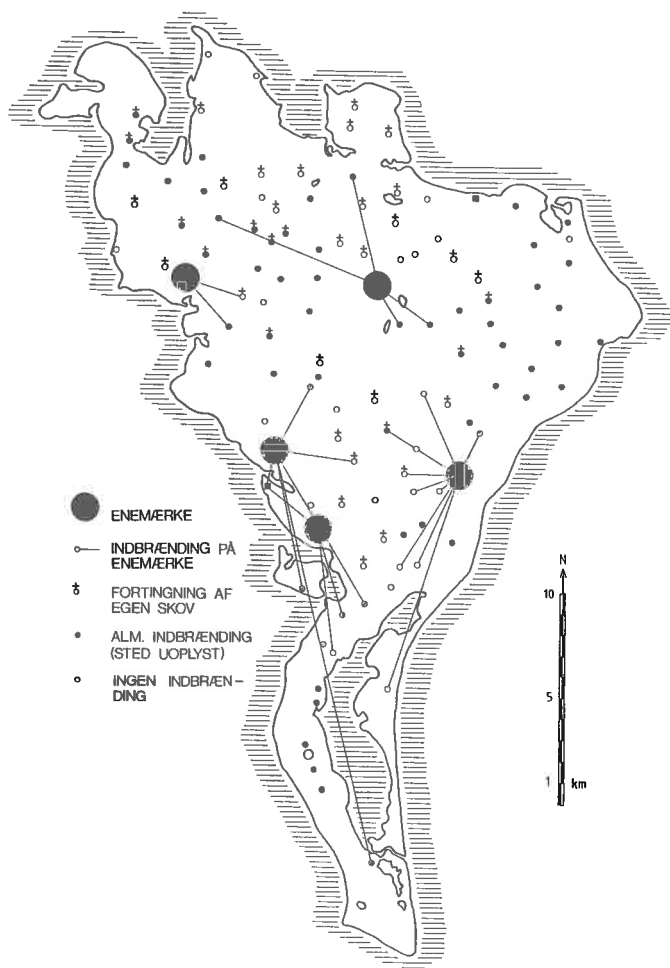 ENEMÆRKE
INDBRÆNDING PÅ
ENEMÆRKE
FORTINGNING AF
EGEN SKOV
ALM. INDBRÆNDING
(STED UOPLYST)
INGEN INDBRÆN-
DING
N
10
5
1 km